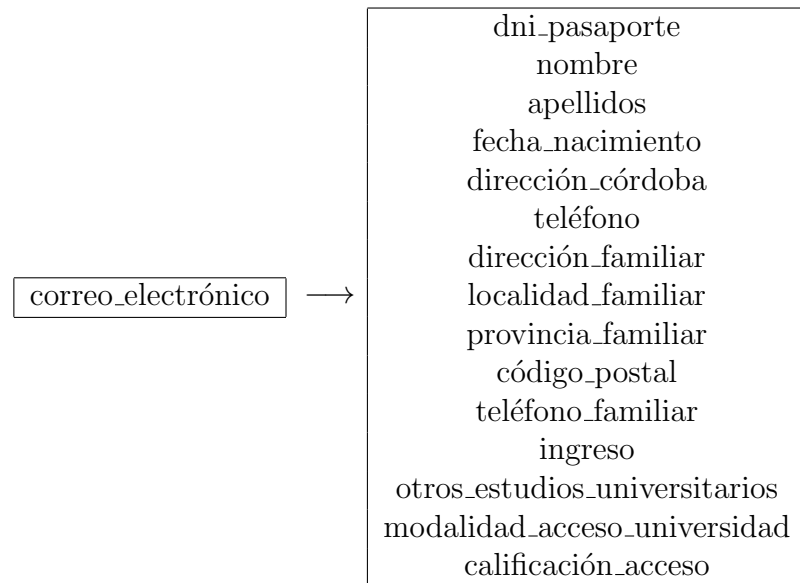 dni_pasaporte
nombre
apellidos
fecha_nacimiento
dirección_córdoba
teléfono
dirección_familiar
correo_electrónico → localidad_familiar
provincia_familiar
código_postal
teléfono_familiar
ingreso
otros_estudios_universitarios
modalidad_acceso_universidad
calificación_acceso